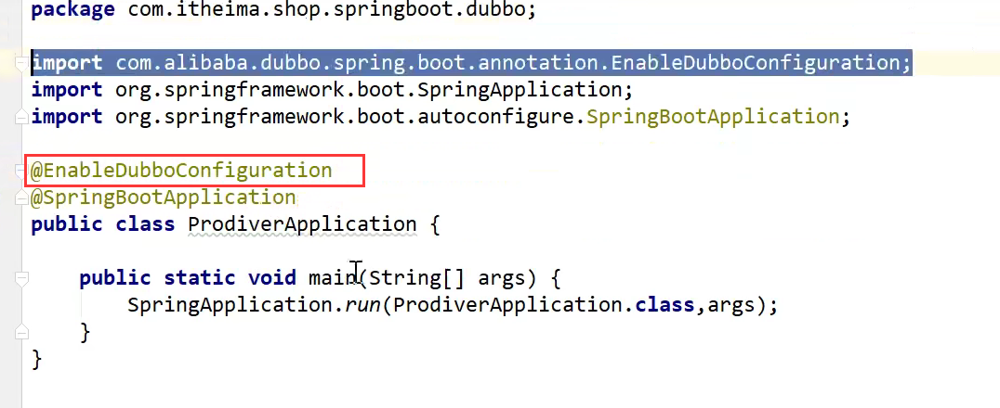 package com.itheima.shop.springboot.dubbo;
import com.alibaba.dubbo.spring.boot.annotation.EnableDubboConfiguration;
import org.springframework.boot.SpringApplication;
import org.springframework.boot.autoconfigure.SpringBootApplication;
@EnableDubboConfiguration
@SpringBootApplication
public class ProdiverApplication {
public static void main(String[] args) {
SpringApplication.run(ProdiverApplication.class,args);
}
}